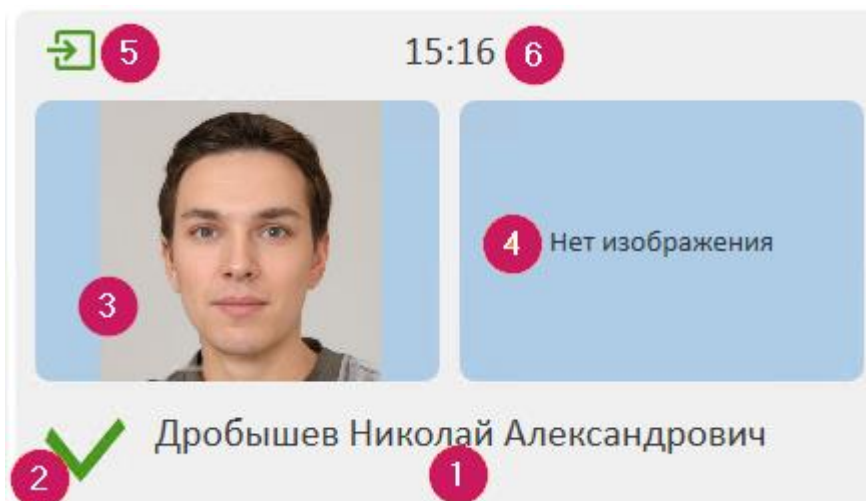 5 15:16 6
3
4 Нет изображения
Дробышев Николай Александрович
2 1